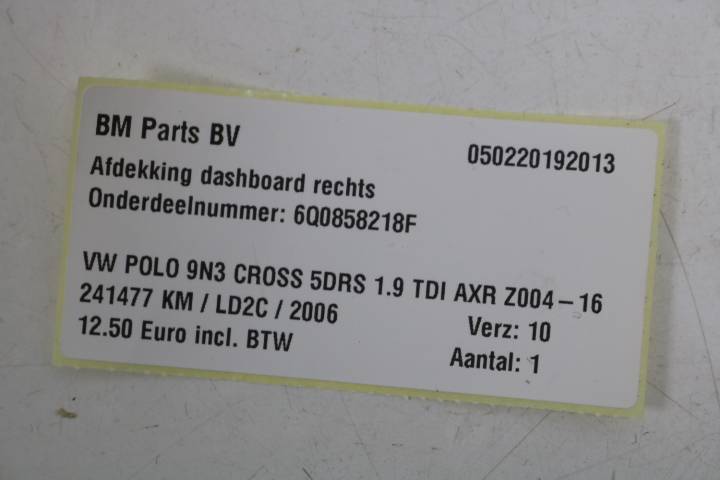 BM Parts BV
050220192013
Afdekking dashboard rechts
Onderdeelnummer: 6Q0858218F
VW POLO 9N3 CROSS 5DRS 1.9 TDI AXR Z004-16
241477 KM / LD2C / 2006
Verz: 10
12.50 Euro incl. BTW
Aantal: 1